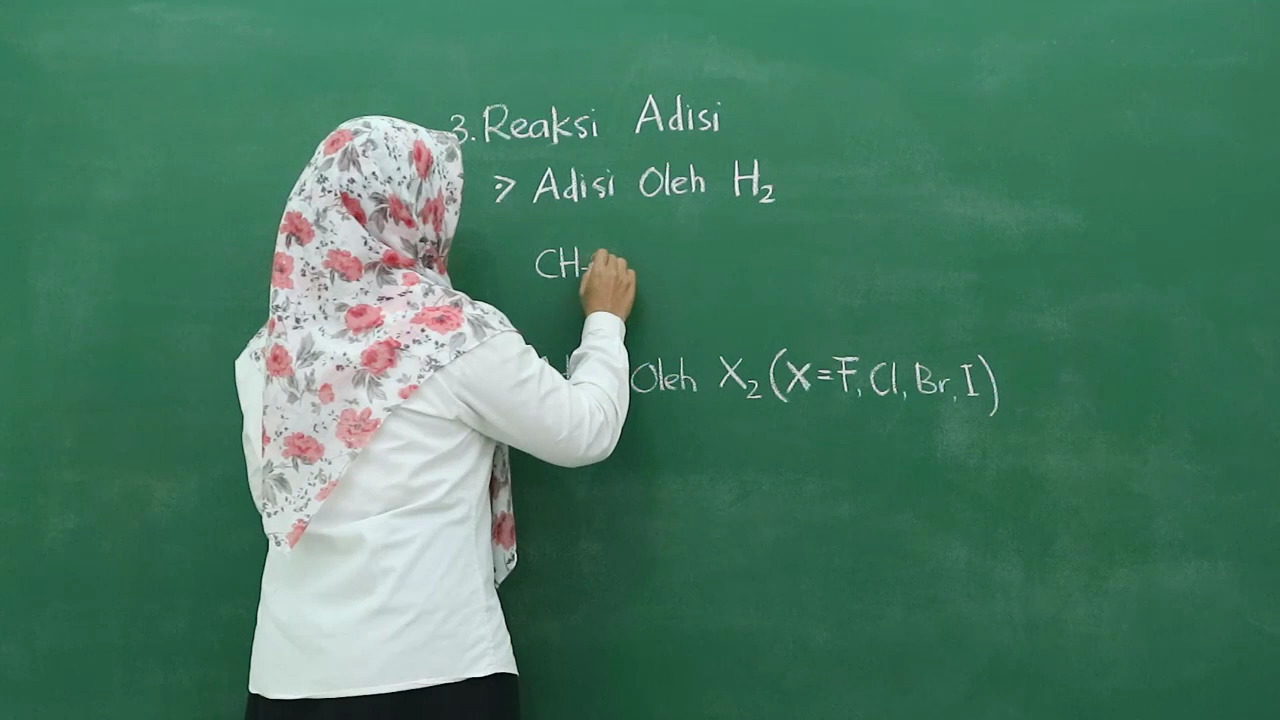 3. Reaksi Adisi
> Adisi Oleh H₂
CH
Oleh X₂ (X=F, Cl, Br, I)